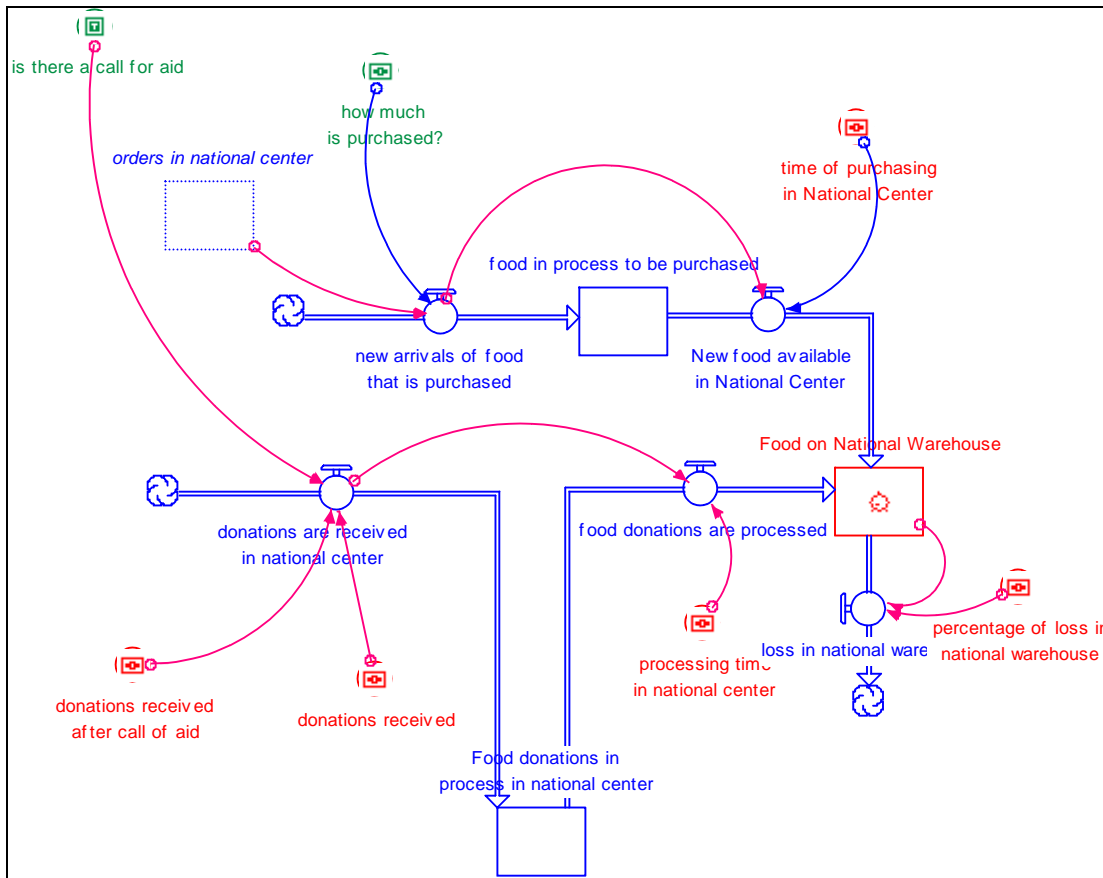 is there a call for aid
how much
is purchased?
orders in national center
time of purchasing
in National Center
food in process to be purchased
new arrivals of food
that is purchased
New food available
in National Center
Food on National Warehouse
donations are received
in national center
food donations are processed
percentage of loss in
national warehouse
loss in national ware
processing time
in national center
donations received
after call of aid
donations received
Food donations in
process in national center
T